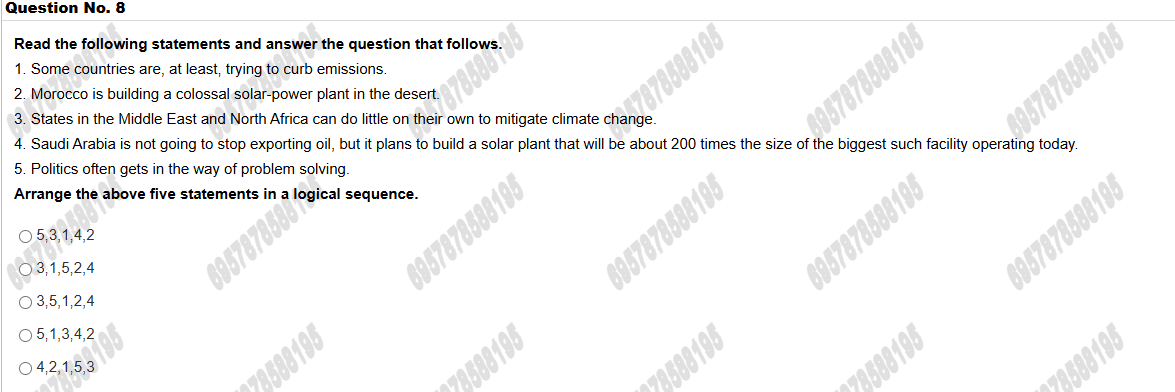 Question No. 8
Read the following statements and answer the question that follows.
1. Some countries are, at least, trying to curb emissions.
2. Morocco is building a colossal solar-power plant in the desert.
3. States in the Middle East and North Africa can do little on their own to mitigate climate change.
4. Saudi Arabia is not going to stop exporting oil, but it plans to build a solar plant that will be about 200 times the size of the biggest such facility operating today.
5. Politics often gets in the way of problem solving.
Arrange the above five statements in a logical sequence.
5,3,1,4,2
3,1,5,2,4
3,5,1,2,4
5,1,3,4,2
4,2,1,5,3